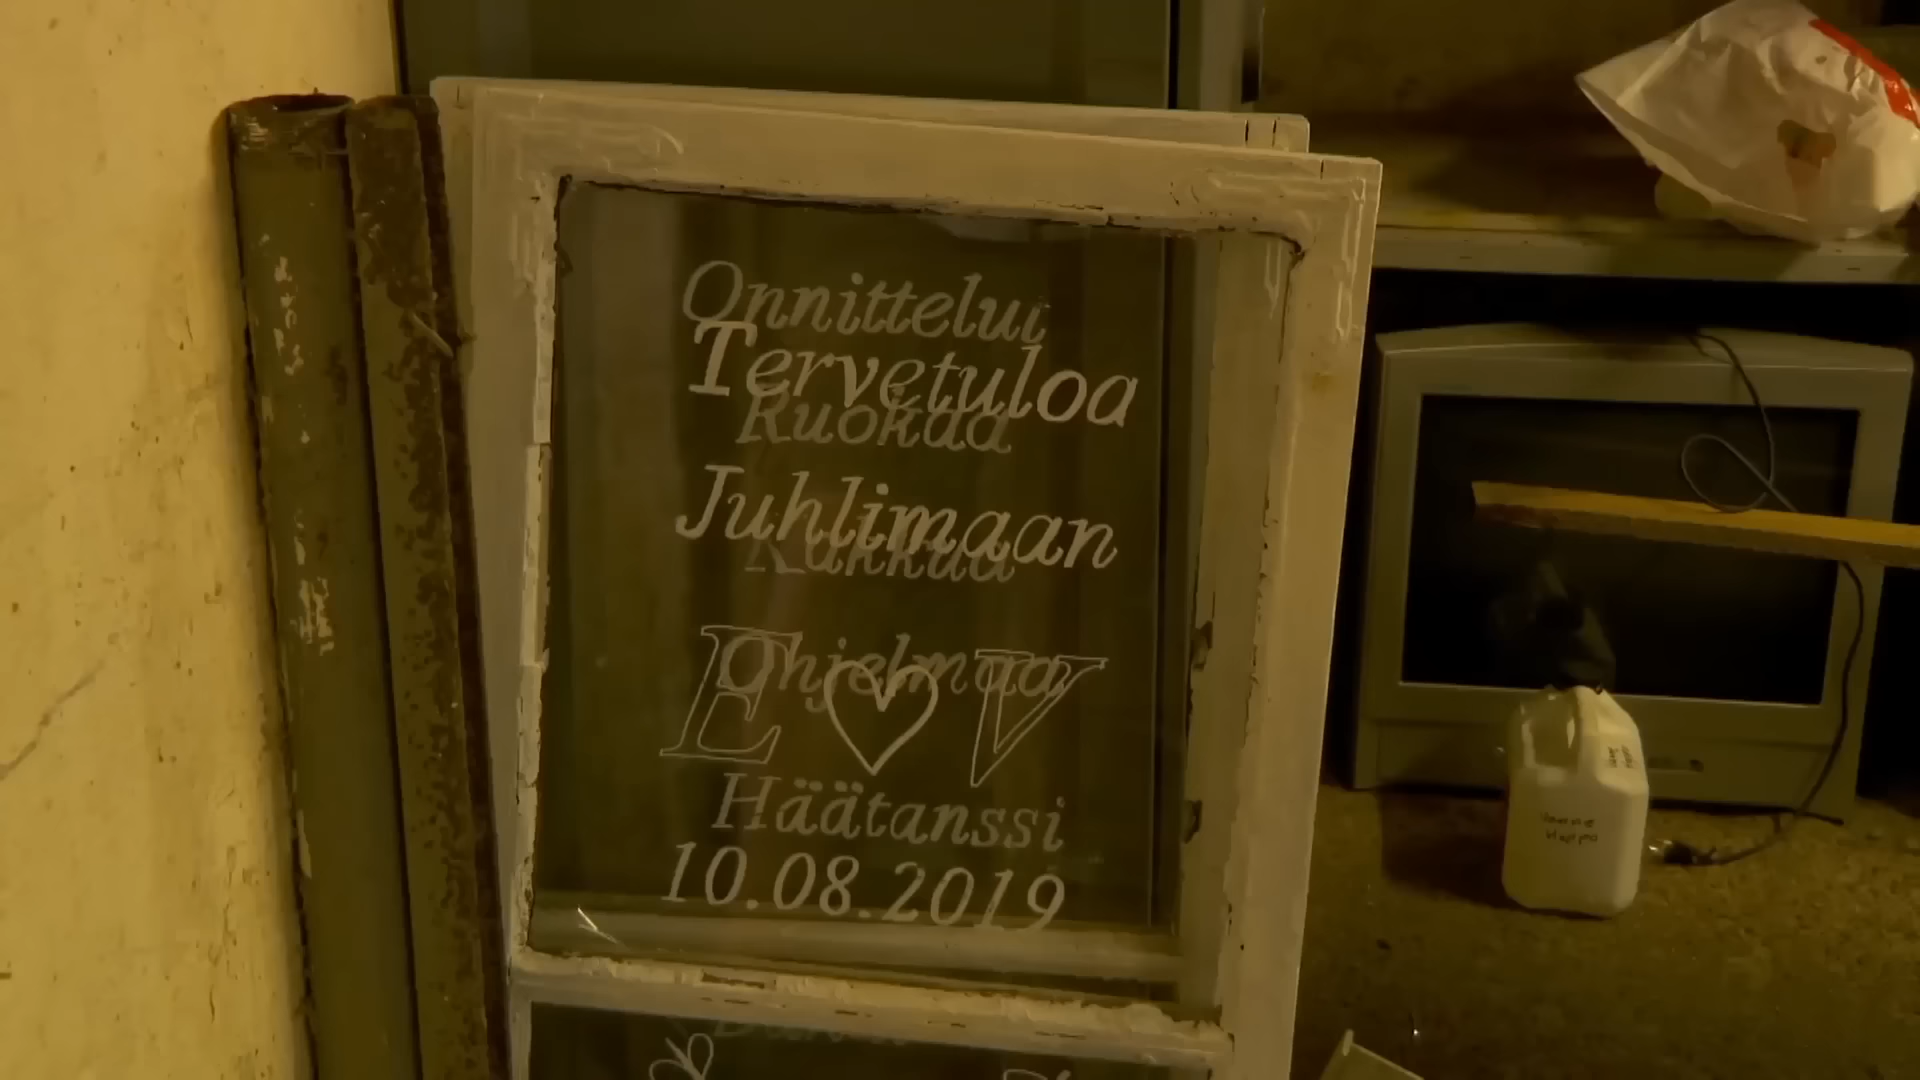 Onnittelut
Tervetuloa
Ruokaa
Juhlimaan
Kakkua
E V
Ohjelmaa
Häätanssi
10.08.2019